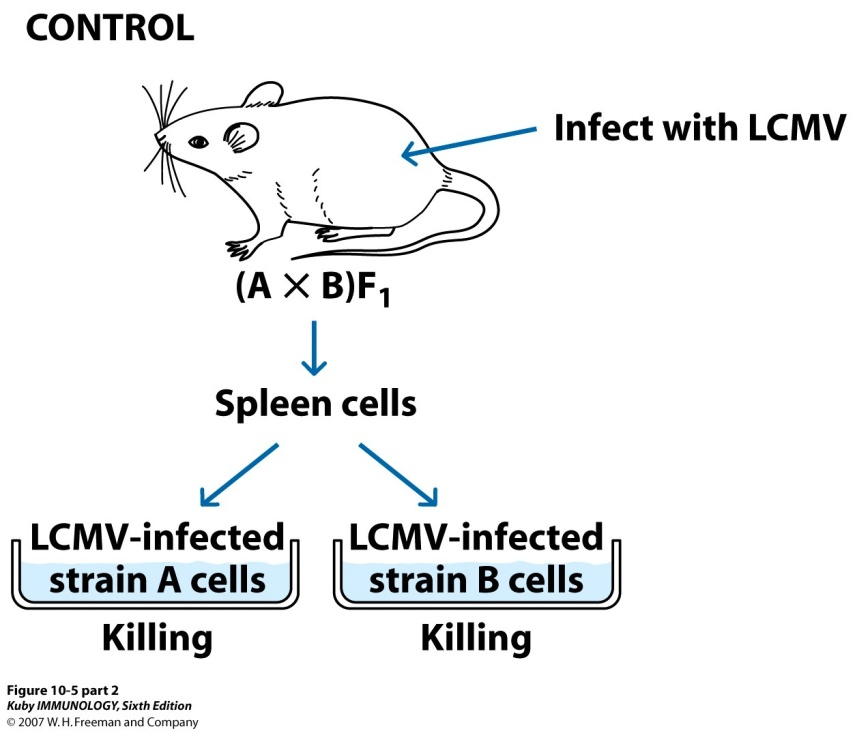 CONTROL
Infect with LCMV
(A × B)F₁
Spleen cells
LCMV-infected
strain A cells
LCMV-infected
strain B cells
Killing
Killing
Figure 10-5 part 2
Kuby IMMUNOLOGY, Sixth Edition
© 2007 W. H. Freeman and Company